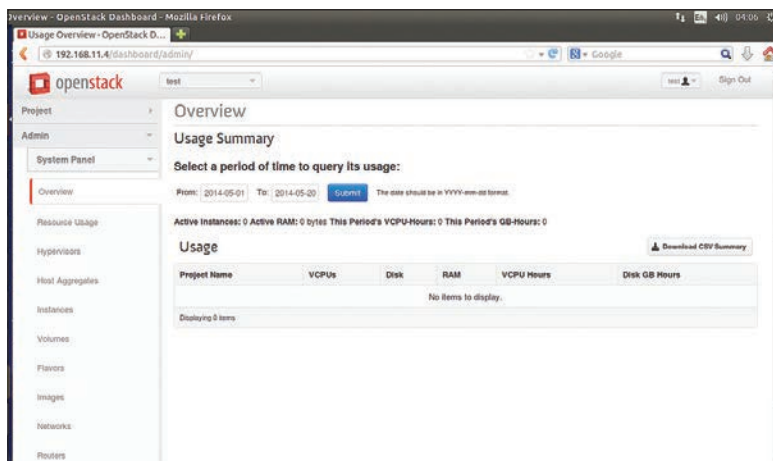 Overview - OpenStack Dashboard - Mozilla Firefox
En 04:06
Usage Overview - OpenStack D...
192.168.11.4/dashboard/admin/
Google
openstack
test
test
Sign Out
Project
Admin
System Panel
Overview
Resource Usage
Hypervisors
Host Aggregates
Instances
Volumes
Flavors
Images
Networks
Routers
Overview
Usage Summary
Select a period of time to query its usage:
From: 2014-05-01 To: 2014-05-20 Submit The date should be in YYYY-mm-dd format.
Active Instances: 0 Active RAM: 0 bytes This Period's VCPU-Hours: 0 This Period's GB-Hours: 0
Usage
Download CSV Summary
Project Name VCPUs Disk RAM VCPU Hours Disk GB Hours
No items to display.
Displaying 0 items